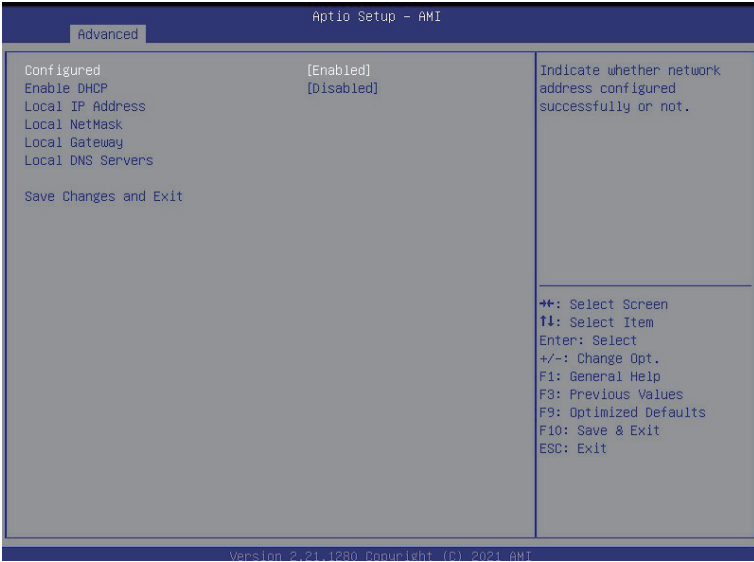 Aptio Setup – AMI
Advanced
Configured [Enabled]
Enable DHCP [Disabled]
Local IP Address
Local NetMask
Local Gateway
Local DNS Servers
Save Changes and Exit
Indicate whether network
address configured
successfully or not.
→←: Select Screen
↑↓: Select Item
Enter: Select
+/-: Change Opt.
F1: General Help
F3: Previous Values
F9: Optimized Defaults
F10: Save & Exit
ESC: Exit
Version 2.21.1280 Copyright (C) 2021 AMI